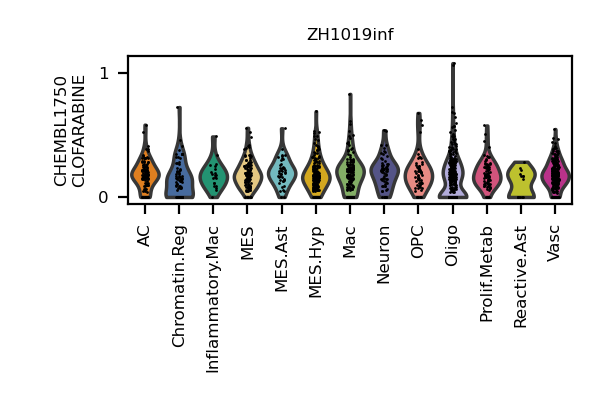 ZH1019inf
CHEMBL1750
CLOFARABINE
1
0
AC
Chromatin.Reg
Inflammatory.Mac
MES
MES.Ast
MES.Hyp
Mac
Neuron
OPC
Oligo
Prolif.Metab
Reactive.Ast
Vasc